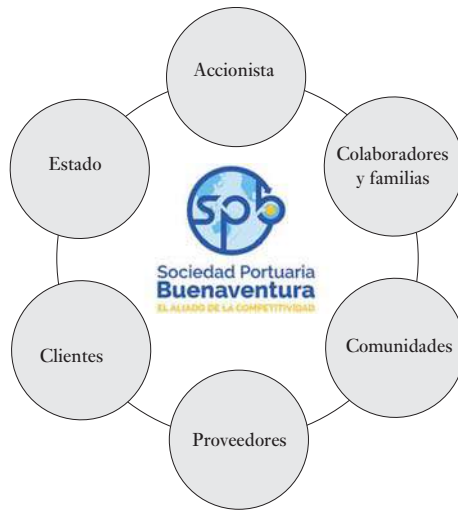 Accionista
Colaboradores
y familias
Comunidades
Proveedores
Clientes
Estado
spb
Sociedad Portuaria
Buenaventura
EL ALIADO DE LA COMPETITIVIDAD